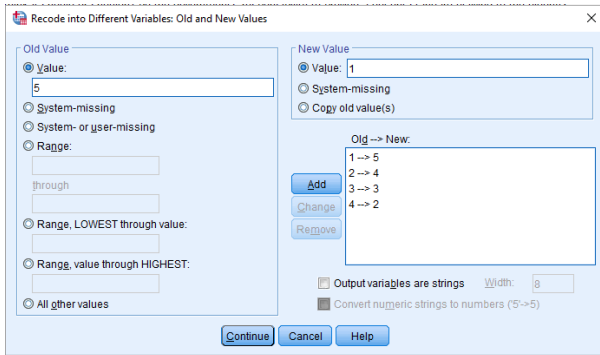 Recode into Different Variables: Old and New Values
Old Value
Value:
5
System-missing
System- or user-missing
Range:
through
Range, LOWEST through value:
Range, value through HIGHEST:
All other values
New Value
Value: 1
System-missing
Copy old value(s)
Old --> New:
1 --> 5
2 --> 4
3 --> 3
4 --> 2
Add
Change
Remove
Output variables are strings Width: 8
Convert numeric strings to numbers ('5'->5)
Continue Cancel Help